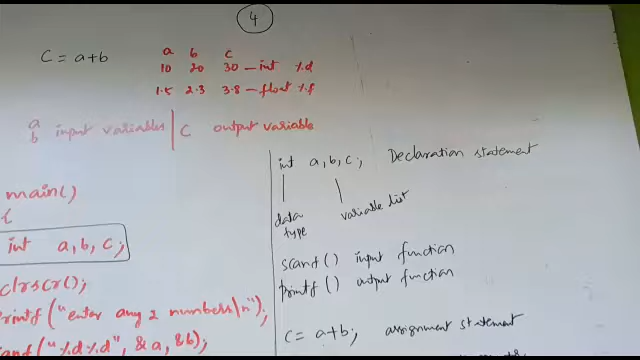 4
C = a+b
a b c
10 20 30 — int %d
1.5 2.3 3.8 — float %f
a
b input variables | C output variable
main()
{
int a, b, c;
clrscr();
printf("enter any 2 numbers\n");
scanf("%d%d", &a, &b);
int a, b, c; Declaration statement
data type
variable list
scanf() input function
printf() output function
c = a+b; assignment statement